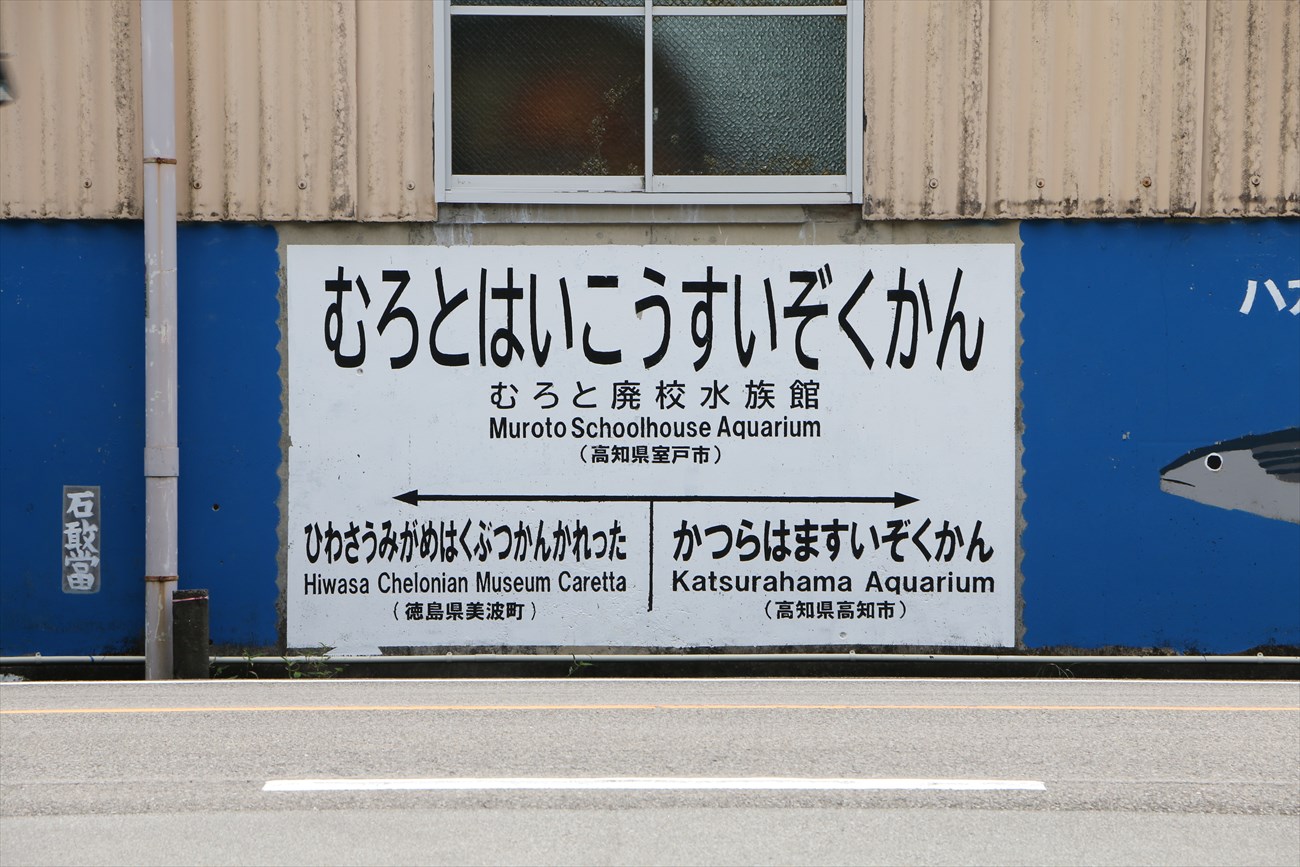 むろとはいこうすいぞくかん
むろと廃校水族館
Muroto Schoolhouse Aquarium
（高知県室戸市）
ひわさうみがめはくぶつかんかれった
Hiwasa Chelonian Museum Caretta
（徳島県美波町）
かつらはますいぞくかん
Katsurahama Aquarium
（高知県高知市）
石敢當
ハガ